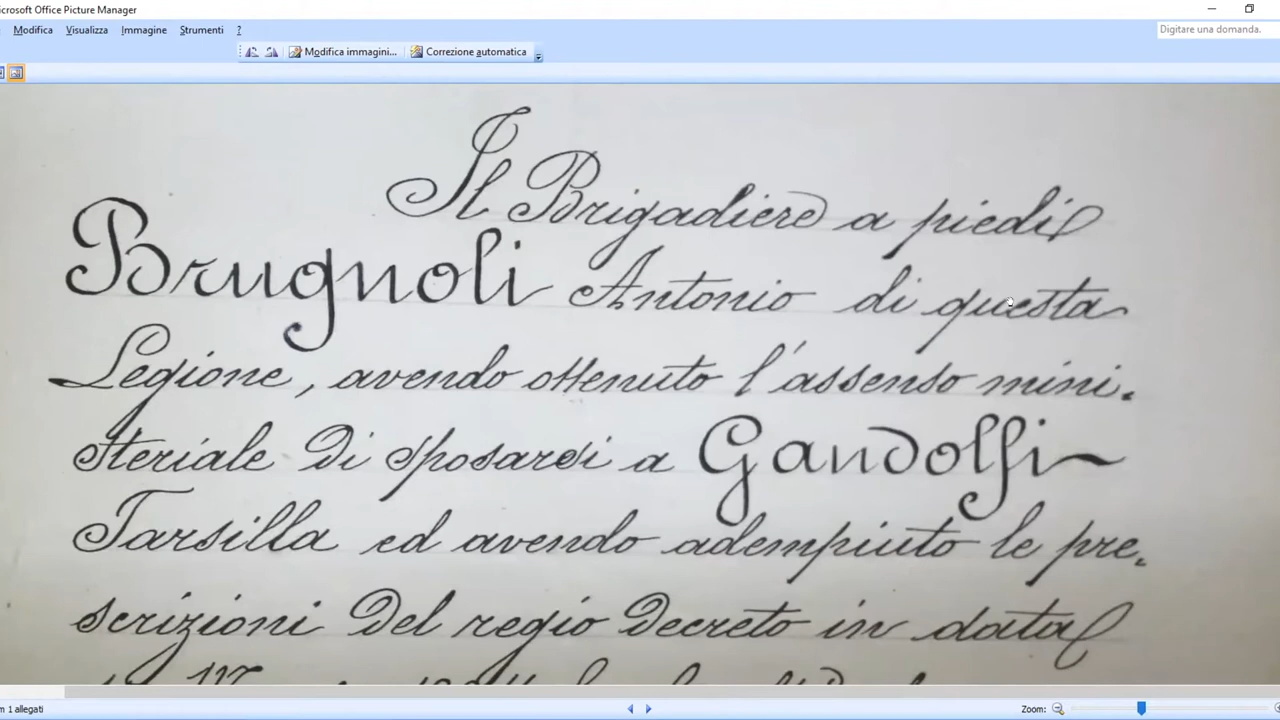 Microsoft Office Picture Manager
Modifica Visualizza Immagine Strumenti ?
Digitare una domanda.
Modifica immagini... Correzione automatica
Il Brigadiere a piedi
Brugnoli Antonio di questa
Legione, avendo ottenuto l'assenso mini-
steriale di sposarsi a Gandolfi
Tarsilla ed avendo adempiuto le pre-
scrizioni del regio Decreto in data
1 allegati
Zoom: